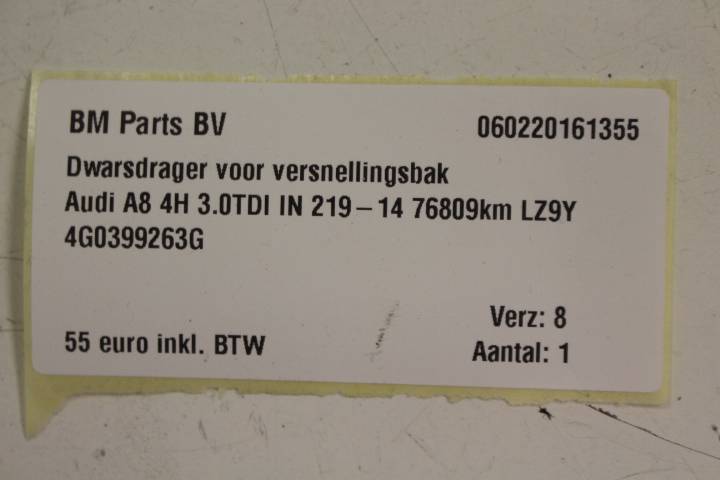 BM Parts BV 060220161355
Dwarsdrager voor versnellingsbak
Audi A8 4H 3.0TDI IN 219-14 76809km LZ9Y
4G0399263G
Verz: 8
55 euro inkl. BTW Aantal: 1